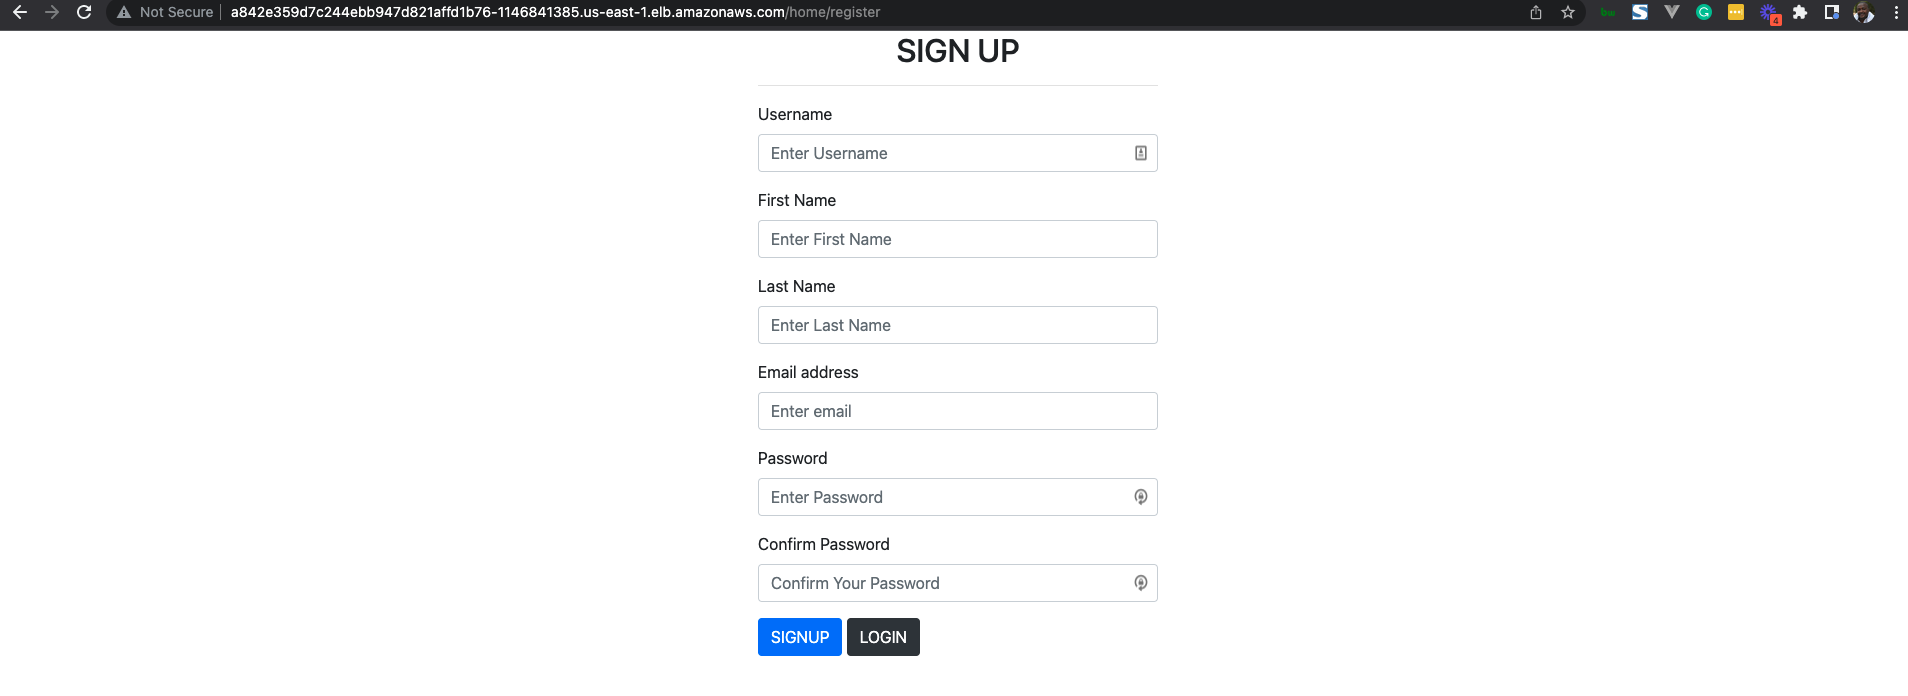 Not Secure a842e359d7c244ebb947d821affd1b76-1146841385.us-east-1.elb.amazonaws.com/home/register
bw
4
SIGN UP
Username
Enter Username
First Name
Enter First Name
Last Name
Enter Last Name
Email address
Enter email
Password
Enter Password
Confirm Password
Confirm Your Password
SIGNUP LOGIN